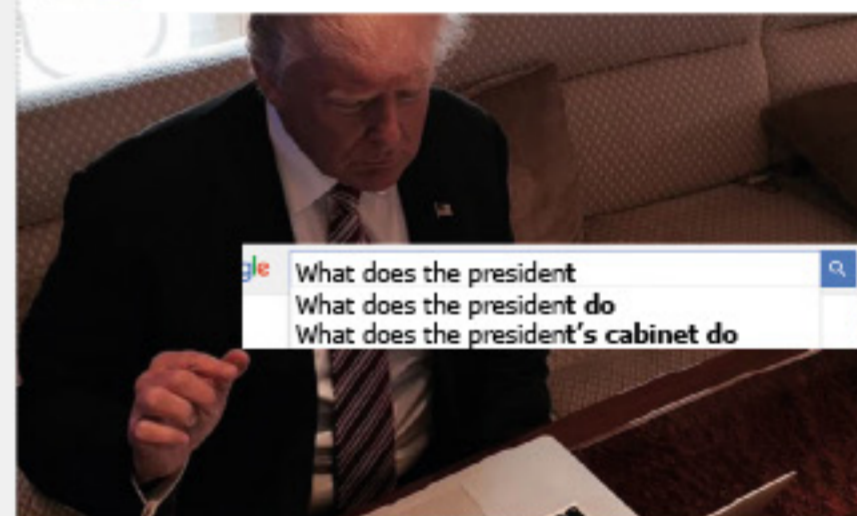 gle
What does the president
What does the president do
What does the president's cabinet do